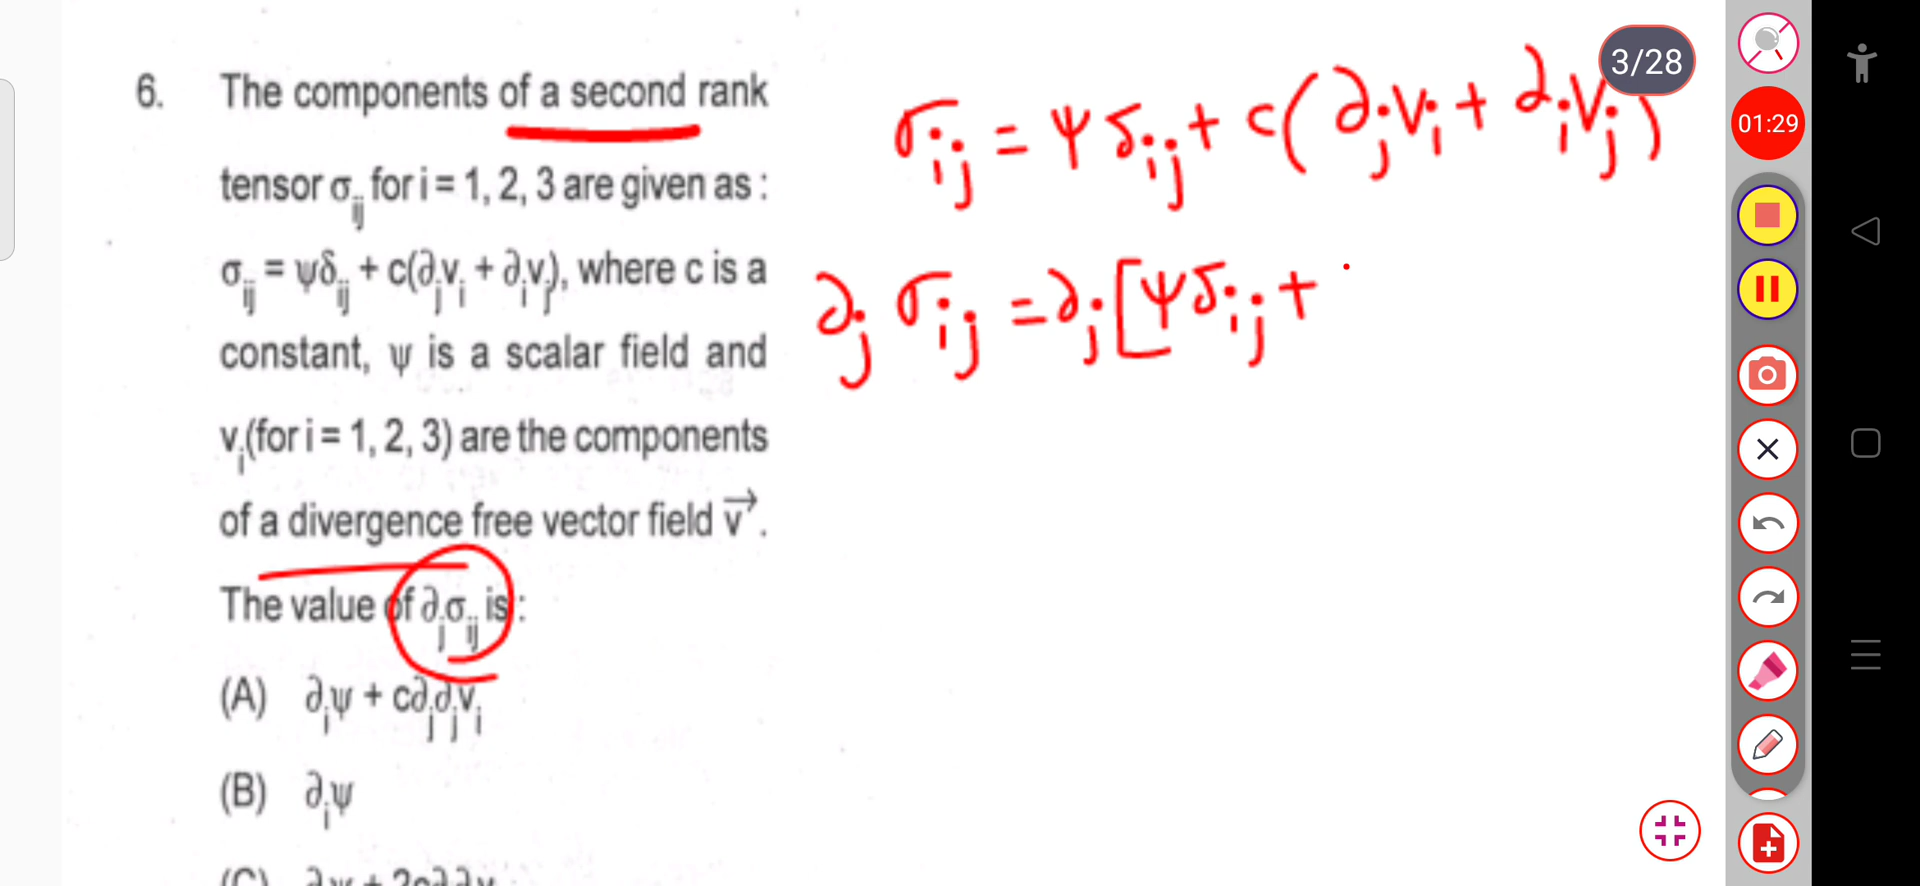 6. The components of a second rank
tensor σij for i = 1, 2, 3 are given as :
σij = ψδij + c(∂jvi + ∂ivj), where c is a
constant, ψ is a scalar field and
vi(for i = 1, 2, 3) are the components
of a divergence free vector field v⃗.
The value of ∂jσij is :
(A) ∂iψ + c∂j∂jvi
(B) ∂iψ
σij = ψδij + c(∂jvi + ∂ivj)
∂jσij = ∂j[ψδij +
3/28
01:29